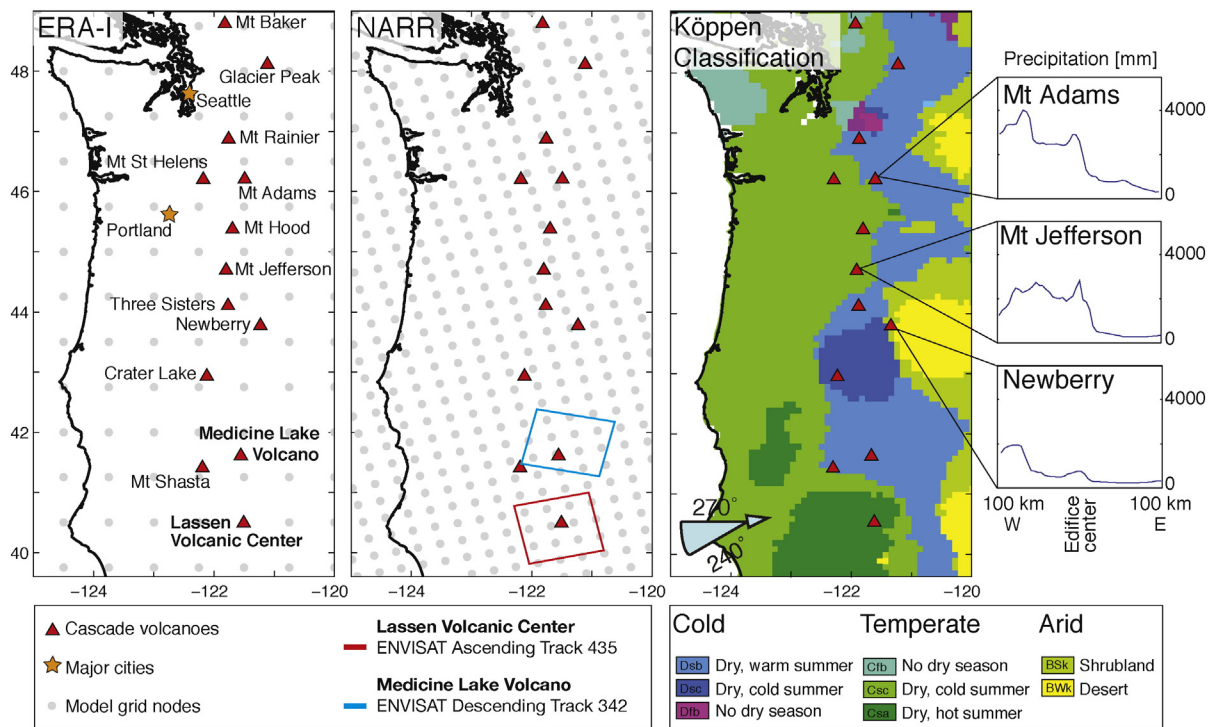 ERA-I
Mt Baker
Glacier Peak
Seattle
Mt Rainier
Mt St Helens
Mt Adams
Portland
Mt Hood
Mt Jefferson
Three Sisters
Newberry
Crater Lake
Medicine Lake
Volcano
Mt Shasta
Lassen
Volcanic Center
48
46
44
42
40
−124
−122
−120
NARR
−124
−122
−120
Köppen
Classification
270°
240°
−124
−122
−120
Precipitation [mm]
Mt Adams
4000
0
Mt Jefferson
4000
0
Newberry
4000
0
100 km
W
Edifice
center
100 km
E
Cascade volcanoes
Major cities
Model grid nodes
Lassen Volcanic Center
ENVISAT Ascending Track 435
Medicine Lake Volcano
ENVISAT Descending Track 342
Cold
Dsb Dry, warm summer
Dsc Dry, cold summer
Dfb No dry season
Temperate
Cfb No dry season
Csc Dry, cold summer
Csa Dry, hot summer
Arid
BSk Shrubland
BWk Desert